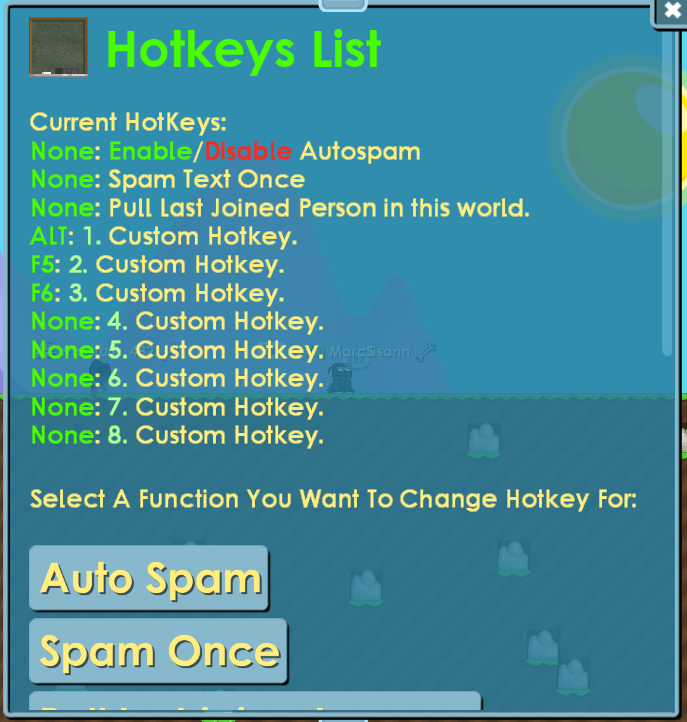 Hotkeys List
Current HotKeys:
None: Enable/Disable Autospam
None: Spam Text Once
None: Pull Last Joined Person in this world.
ALT: 1. Custom Hotkey.
F5: 2. Custom Hotkey.
F6: 3. Custom Hotkey.
None: 4. Custom Hotkey.
None: 5. Custom Hotkey.
MarcSisann
None: 6. Custom Hotkey.
None: 7. Custom Hotkey.
None: 8. Custom Hotkey.
Select A Function You Want To Change Hotkey For:
Auto Spam
Spam Once